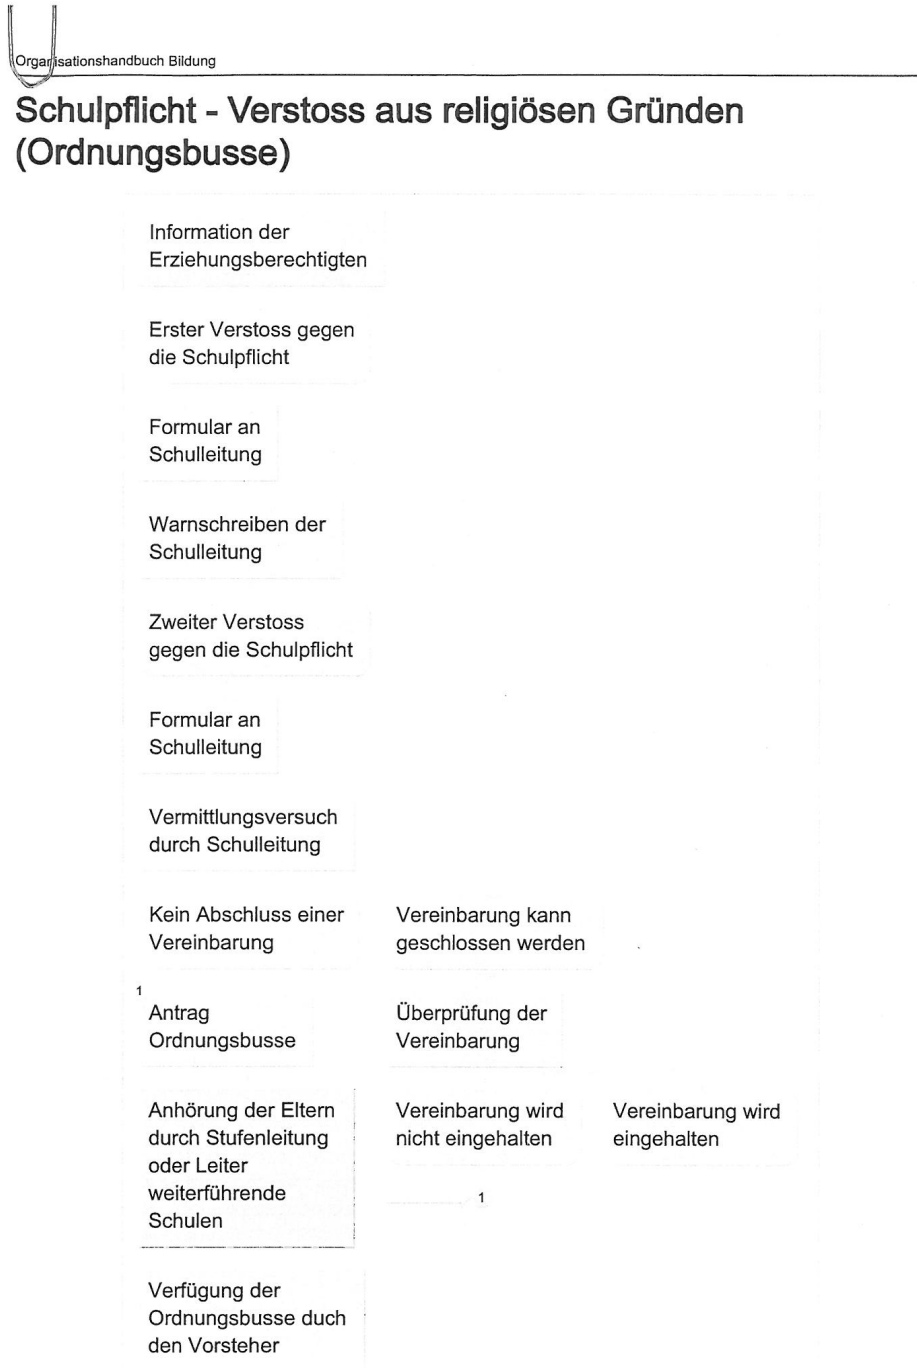 Organisationshandbuch Bildung
Schulpflicht - Verstoss aus religiösen Gründen
(Ordnungsbusse)
Information der
Erziehungsberechtigten
Erster Verstoss gegen
die Schulpflicht
Formular an
Schulleitung
Warnschreiben der
Schulleitung
Zweiter Verstoss
gegen die Schulpflicht
Formular an
Schulleitung
Vermittlungsversuch
durch Schulleitung
Kein Abschluss einer
Vereinbarung
Vereinbarung kann
geschlossen werden
1
Antrag
Ordnungsbusse
Überprüfung der
Vereinbarung
Anhörung der Eltern
durch Stufenleitung
oder Leiter
weiterführende
Schulen
Vereinbarung wird
nicht eingehalten
1
Vereinbarung wird
eingehalten
Verfügung der
Ordnungsbusse duch
den Vorsteher